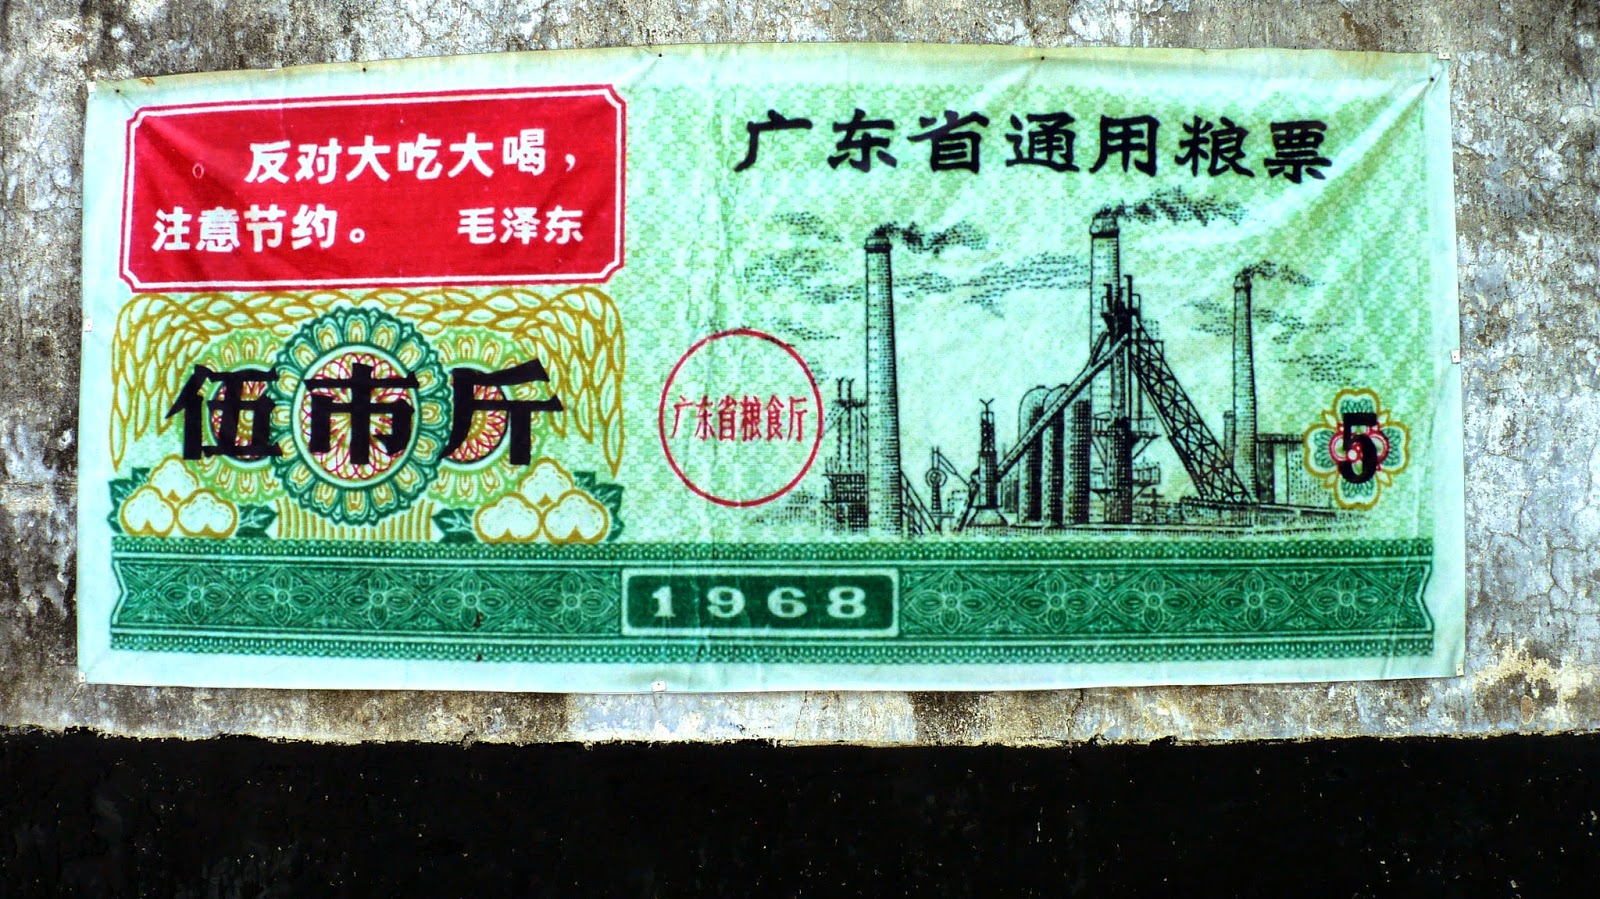 反对大吃大喝，
注意节约。 毛泽东
广东省通用粮票
伍市斤
广东省粮食厅
5
1968